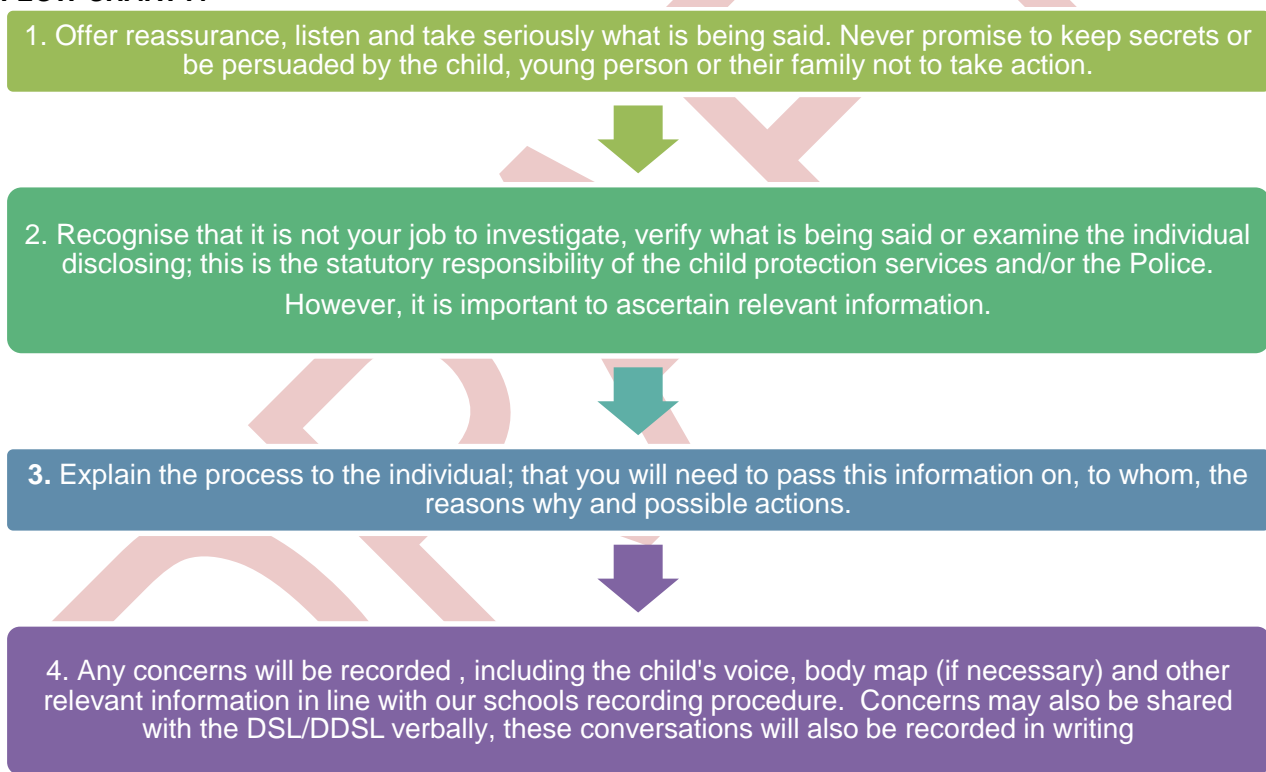 1. Offer reassurance, listen and take seriously what is being said. Never promise to keep secrets or
be persuaded by the child, young person or their family not to take action.
2. Recognise that it is not your job to investigate, verify what is being said or examine the individual
disclosing; this is the statutory responsibility of the child protection services and/or the Police.
However, it is important to ascertain relevant information.
3. Explain the process to the individual; that you will need to pass this information on, to whom, the
reasons why and possible actions.
4. Any concerns will be recorded , including the child's voice, body map (if necessary) and other
relevant information in line with our schools recording procedure.  Concerns may also be shared
with the DSL/DDSL verbally, these conversations will also be recorded in writing